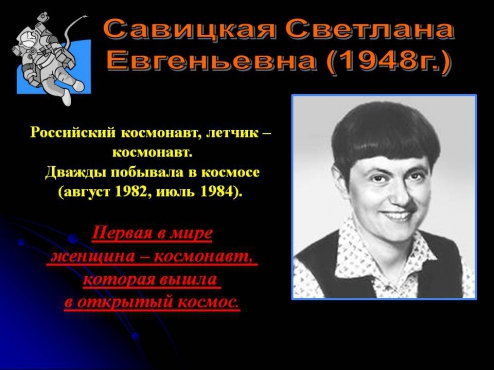 Савицкая Светлана
Евгеньевна (1948г.)
Российский космонавт, летчик –
космонавт.
Дважды побывала в космосе
(август 1982, июль 1984).
Первая в мире
женщина – космонавт,
которая вышла
в открытый космос.